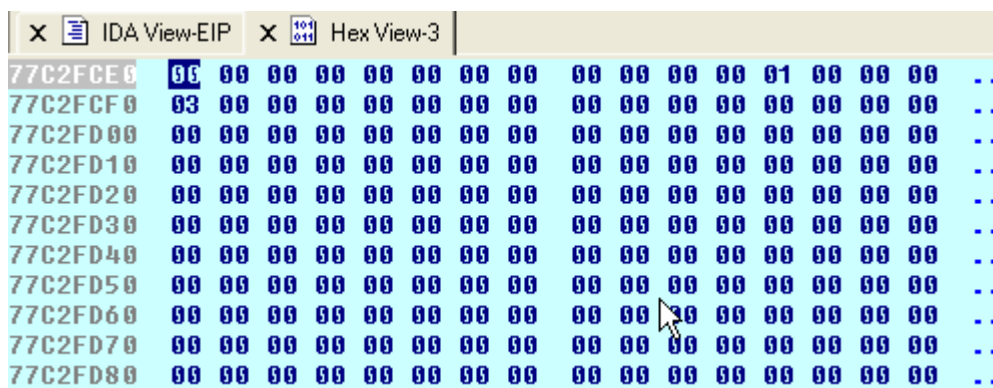 IDA View-EIP Hex View-3
77C2FCE0 00 00 00 00 00 00 00 00 00 00 00 00 01 00 00 00 ..
77C2FCF0 03 00 00 00 00 00 00 00 00 00 00 00 00 00 00 00 ..
77C2FD00 00 00 00 00 00 00 00 00 00 00 00 00 00 00 00 00 ..
77C2FD10 00 00 00 00 00 00 00 00 00 00 00 00 00 00 00 00 ..
77C2FD20 00 00 00 00 00 00 00 00 00 00 00 00 00 00 00 00 ..
77C2FD30 00 00 00 00 00 00 00 00 00 00 00 00 00 00 00 00 ..
77C2FD40 00 00 00 00 00 00 00 00 00 00 00 00 00 00 00 00 ..
77C2FD50 00 00 00 00 00 00 00 00 00 00 00 00 00 00 00 00 ..
77C2FD60 00 00 00 00 00 00 00 00 00 00 00 00 00 00 00 00 ..
77C2FD70 00 00 00 00 00 00 00 00 00 00 00 00 00 00 00 00 ..
77C2FD80 00 00 00 00 00 00 00 00 00 00 00 00 00 00 00 00 ..